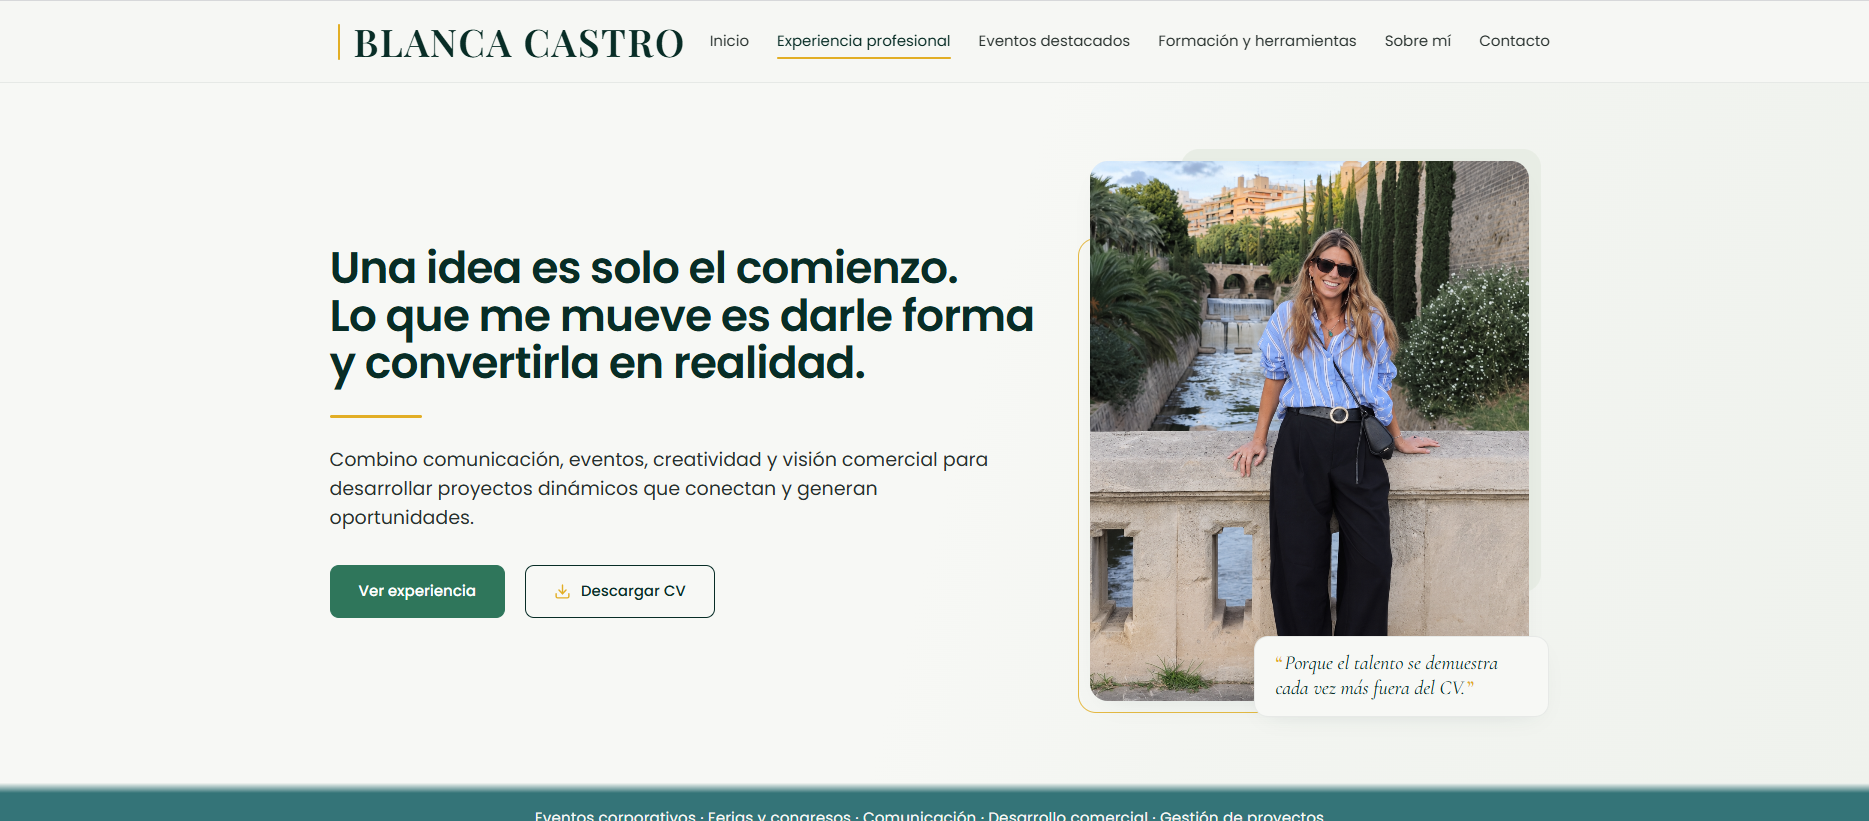 BLANCA CASTRO
Inicio
Experiencia profesional
Eventos destacados
Formación y herramientas
Sobre mí
Contacto
Una idea es solo el comienzo.
Lo que me mueve es darle forma
y convertirla en realidad.
Combino comunicación, eventos, creatividad y visión comercial para
desarrollar proyectos dinámicos que conectan y generan
oportunidades.
Ver experiencia
Descargar CV
“Porque el talento se demuestra
cada vez más fuera del CV.”
Eventos corporativos · Ferias y congresos · Comunicación · Desarrollo comercial · Gestión de proyectos